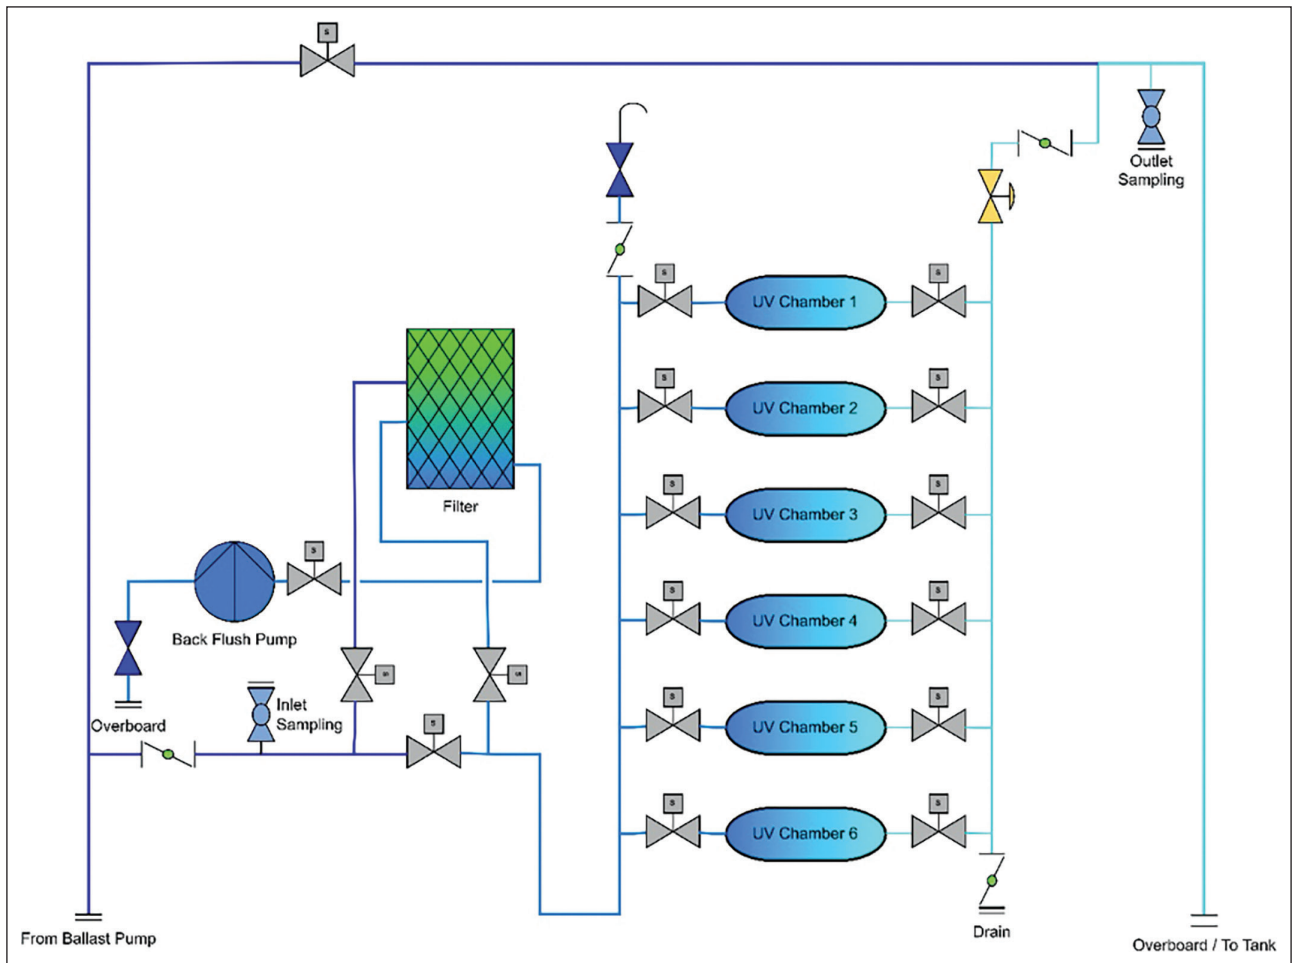 S
S
UV Chamber 1
S
Outlet
Sampling
S
UV Chamber 2
S
Filter
S
UV Chamber 3
S
S
Back Flush Pump
S
UV Chamber 4
S
S
S
Inlet
Sampling
Overboard
S
S
UV Chamber 5
S
S
UV Chamber 6
S
From Ballast Pump
Drain
Overboard / To Tank